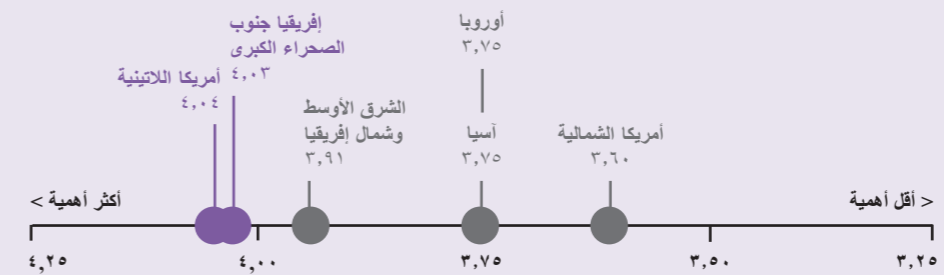 إفريقيا جنوب
الصحراء الكبرى
٤,٠٣
أمريكا اللاتينية
٤,٠٤
أوروبا
٣,٧٥
الشرق الأوسط
وشمال إفريقيا
٣,٩١
آسيا
٣,٧٥
أمريكا الشمالية
٣,٦٠
أكثر أهمية >
< أقل أهمية
٤,٢٥
٤,٠٠
٣,٧٥
٣,٥٠
٣,٢٥